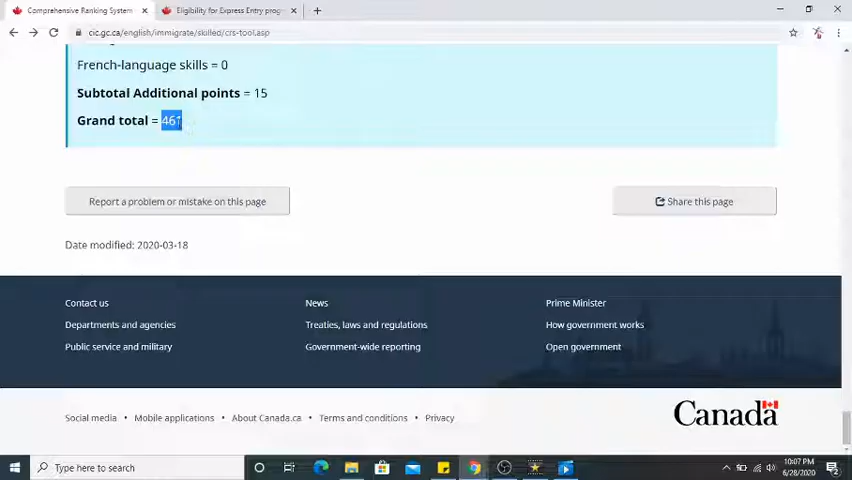 Comprehensive Ranking System
Eligibility for Express Entry prog
cic.gc.ca/english/immigrate/skilled/crs-tool.asp
French-language skills = 0
Subtotal Additional points = 15
Grand total = 461
Report a problem or mistake on this page
Share this page
Date modified: 2020-03-18
Contact us
News
Prime Minister
Departments and agencies
Treaties, laws and regulations
How government works
Public service and military
Government-wide reporting
Open government
Social media • Mobile applications • About Canada.ca • Terms and conditions • Privacy
Canada
Type here to search
10:07 PM
6/28/2020